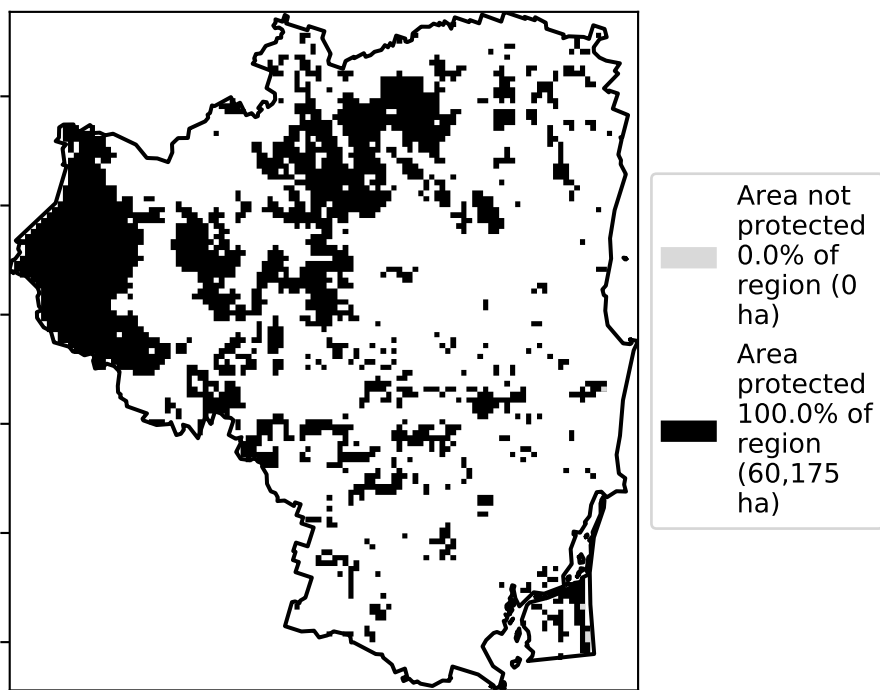 Area not
protected
0.0% of
region (0
ha)
Area
protected
100.0% of
region
(60,175
ha)